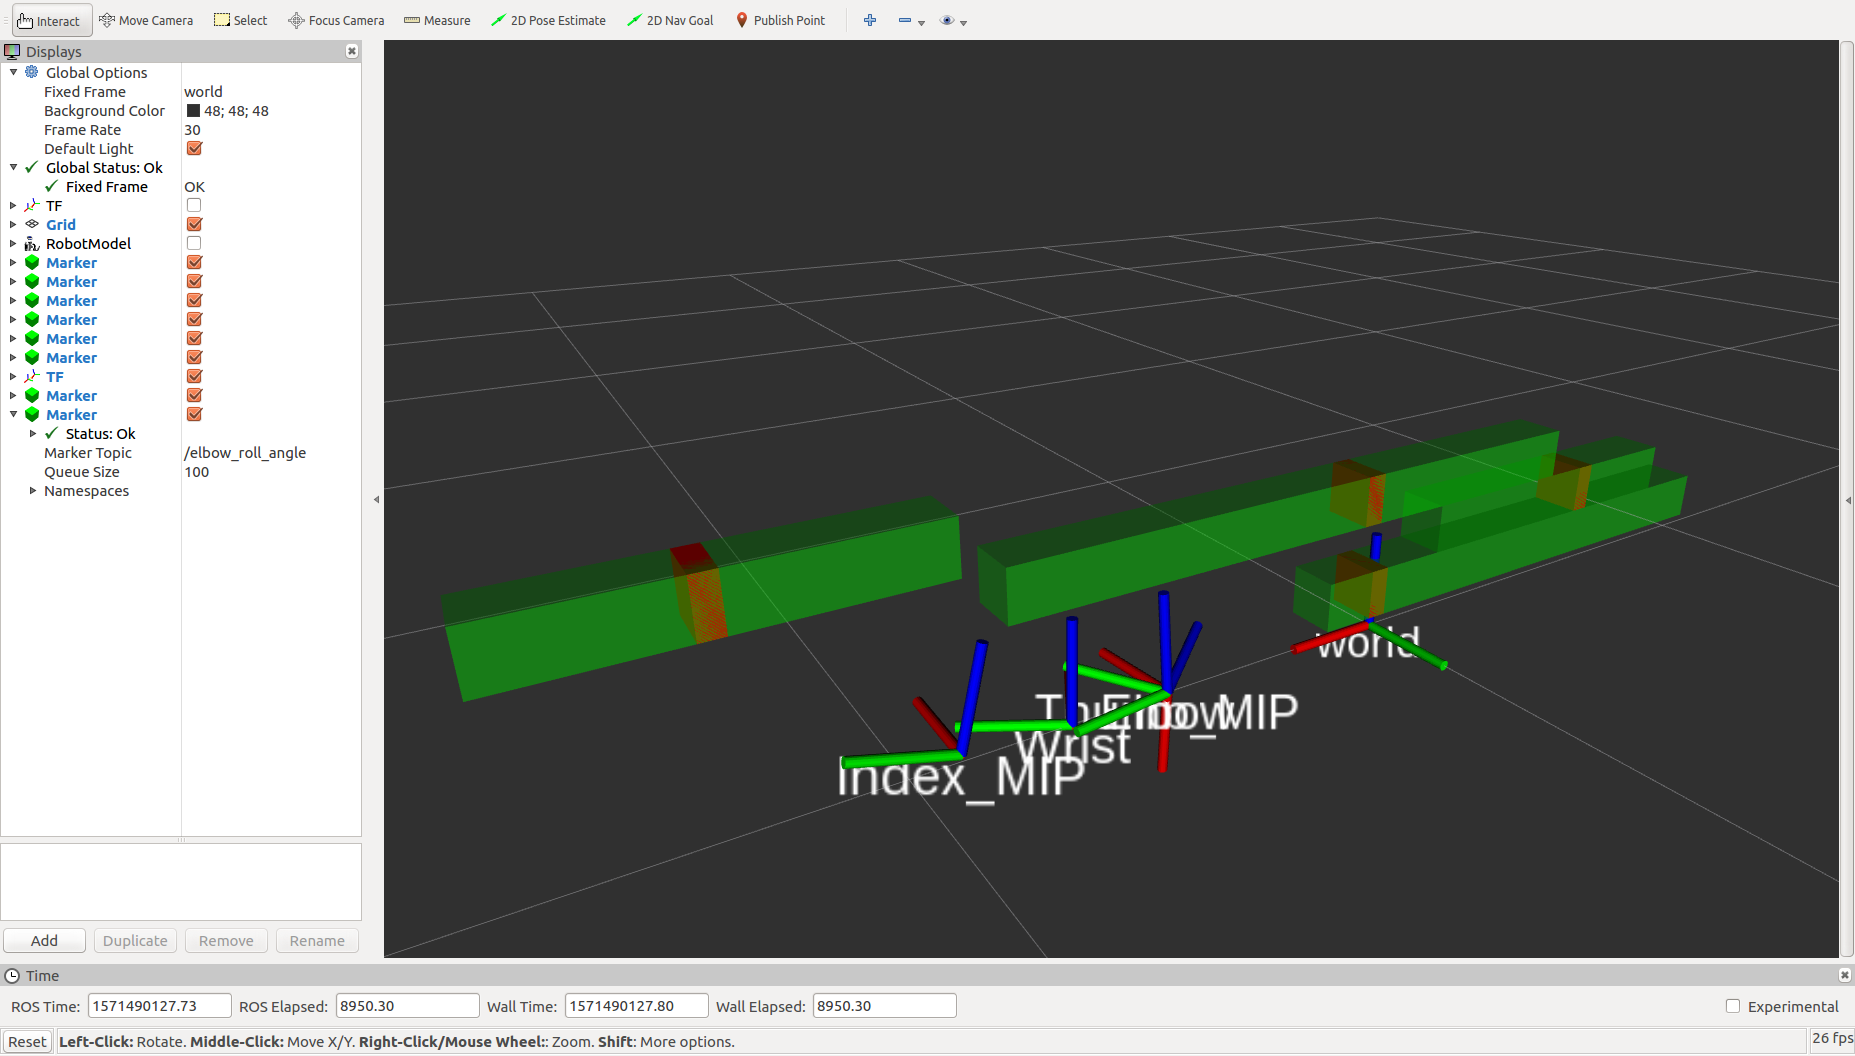 Interact Move Camera Select Focus Camera Measure 2D Pose Estimate 2D Nav Goal Publish Point
Displays
Global Options
Fixed Frame world
Background Color 48; 48; 48
Frame Rate 30
Default Light
Global Status: Ok
Fixed Frame OK
TF
Grid
RobotModel
Marker
Marker
Marker
Marker
Marker
Marker
TF
Marker
Marker
Status: Ok
Marker Topic /elbow_roll_angle
Queue Size 100
Namespaces
Add Duplicate Remove Rename
world
Elbow
Wrist
Index_MIP
Time
ROS Time: 1571490127.73 ROS Elapsed: 8950.30 Wall Time: 1571490127.80 Wall Elapsed: 8950.30 Experimental
Reset Left-Click: Rotate. Middle-Click: Move X/Y. Right-Click/Mouse Wheel:: Zoom. Shift: More options. 26 fps